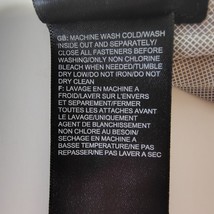 GB: MACHINE WASH COLD/WASH
INSIDE OUT AND SEPARATELY/
CLOSE ALL FASTENERS BEFORE
WASHING/ONLY NON CHLORINE
BLEACH WHEN NEEDED/TUMBLE
DRY LOW/DO NOT IRON/DO NOT
DRY CLEAN
F: LAVAGE EN MACHINE A
FROID/LAVER SUR L'ENVERS
ET SEPAREMENT/FERMER
TOUTES LES ATTACHES AVANT
LE LAVAGE/UNIQUEMENT
AGENT DE BLANCHISSEMENT
NON CHLORE AU BESOIN/
SECHAGE EN MACHINE A
BASSE TEMPERATURE/NE PAS
REPASSER/NE PAS LAVER A SEC